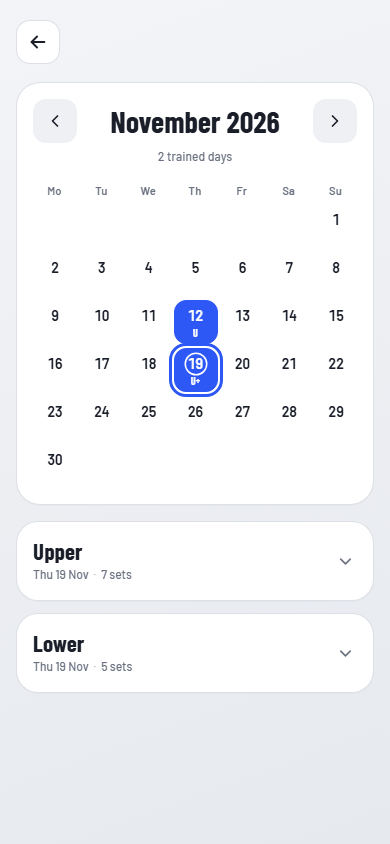 November 2026
2 trained days
Mo Tu We Th Fr Sa Su
1
2 3 4 5 6 7 8
9 10 11 12 13 14 15
U
16 17 18 19 20 21 22
U+
23 24 25 26 27 28 29
30
Upper
Thu 19 Nov · 7 sets
Lower
Thu 19 Nov · 5 sets